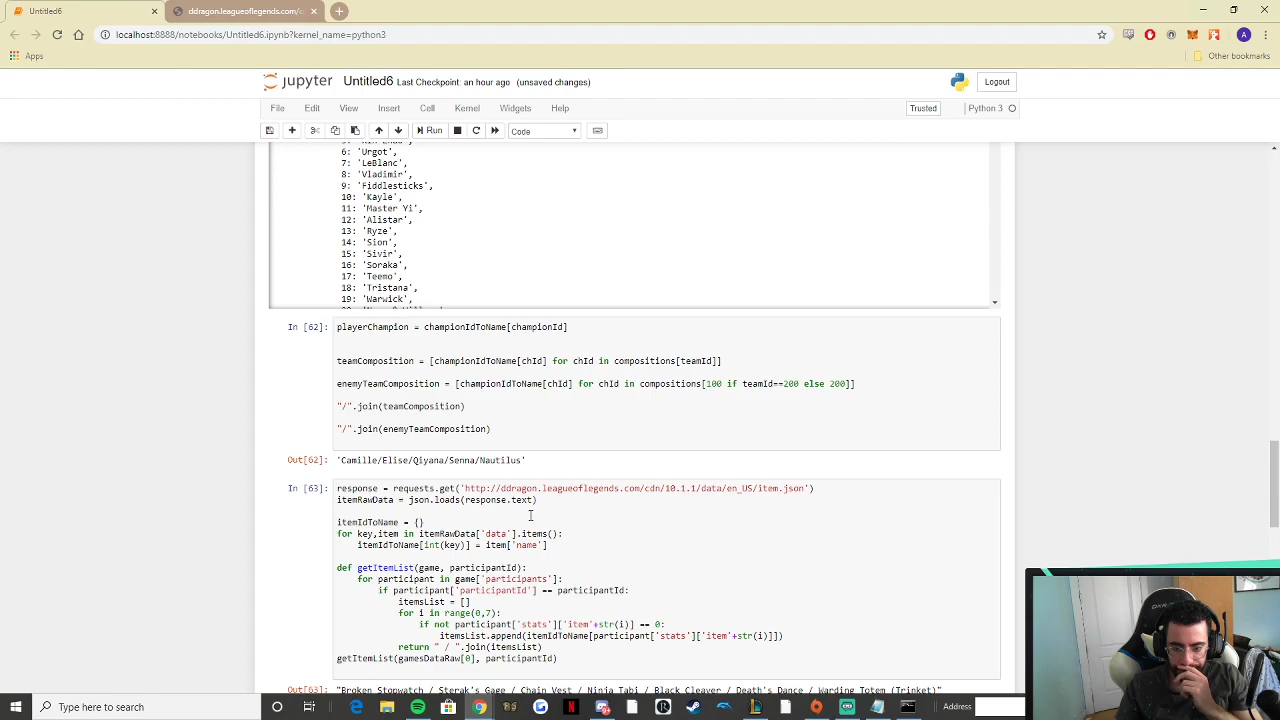 Untitled6
ddragon.leagueoflegends.com/c
localhost:8888/notebooks/Untitled6.ipynb?kernel_name=python3
A
Apps
Other bookmarks
jupyter Untitled6 Last Checkpoint: an hour ago (unsaved changes)
Logout
File Edit View Insert Cell Kernel Widgets Help
Trusted
Python 3
Run
Code
6: 'Urgot',
7: 'LeBlanc',
8: 'Vladimir',
9: 'Fiddlesticks',
10: 'Kayle',
11: 'Master Yi',
12: 'Alistar',
13: 'Ryze',
14: 'Sion',
15: 'Sivir',
16: 'Soraka',
17: 'Teemo',
18: 'Tristana',
19: 'Warwick',
In [62]: playerChampion = championIdToName[championId]
teamComposition = [championIdToName[chId] for chId in compositions[teamId]]
enemyTeamComposition = [championIdToName[chId] for chId in compositions[100 if teamId==200 else 200]]
"/".join(teamComposition)
"/".join(enemyTeamComposition)
Out[62]: 'Camille/Elise/Qiyana/Senna/Nautilus'
In [63]: response = requests.get('http://ddragon.leagueoflegends.com/cdn/10.1.1/data/en_US/item.json')
itemRawData = json.loads(response.text)
itemIdToName = {}
for key,item in itemRawData['data'].items():
itemIdToName[int(key)] = item['name']
def getItemList(game, participantId):
for participant in game['participants']:
if participant['participantId'] == participantId:
itemsList = []
for i in range(0,7):
if not participant['stats']['item'+str(i)] == 0:
itemsList.append(itemIdToName[participant['stats']['item'+str(i)]])
return " / ".join(itemsList)
getItemList(gamesDataRaw[0], participantId)
Out[63]: "Broken Stopwatch / Sterak's Gage / Chain Vest / Ninja Tabi / Black Cleaver / Death's Dance / Warding Totem (Trinket)"
Type here to search
Address